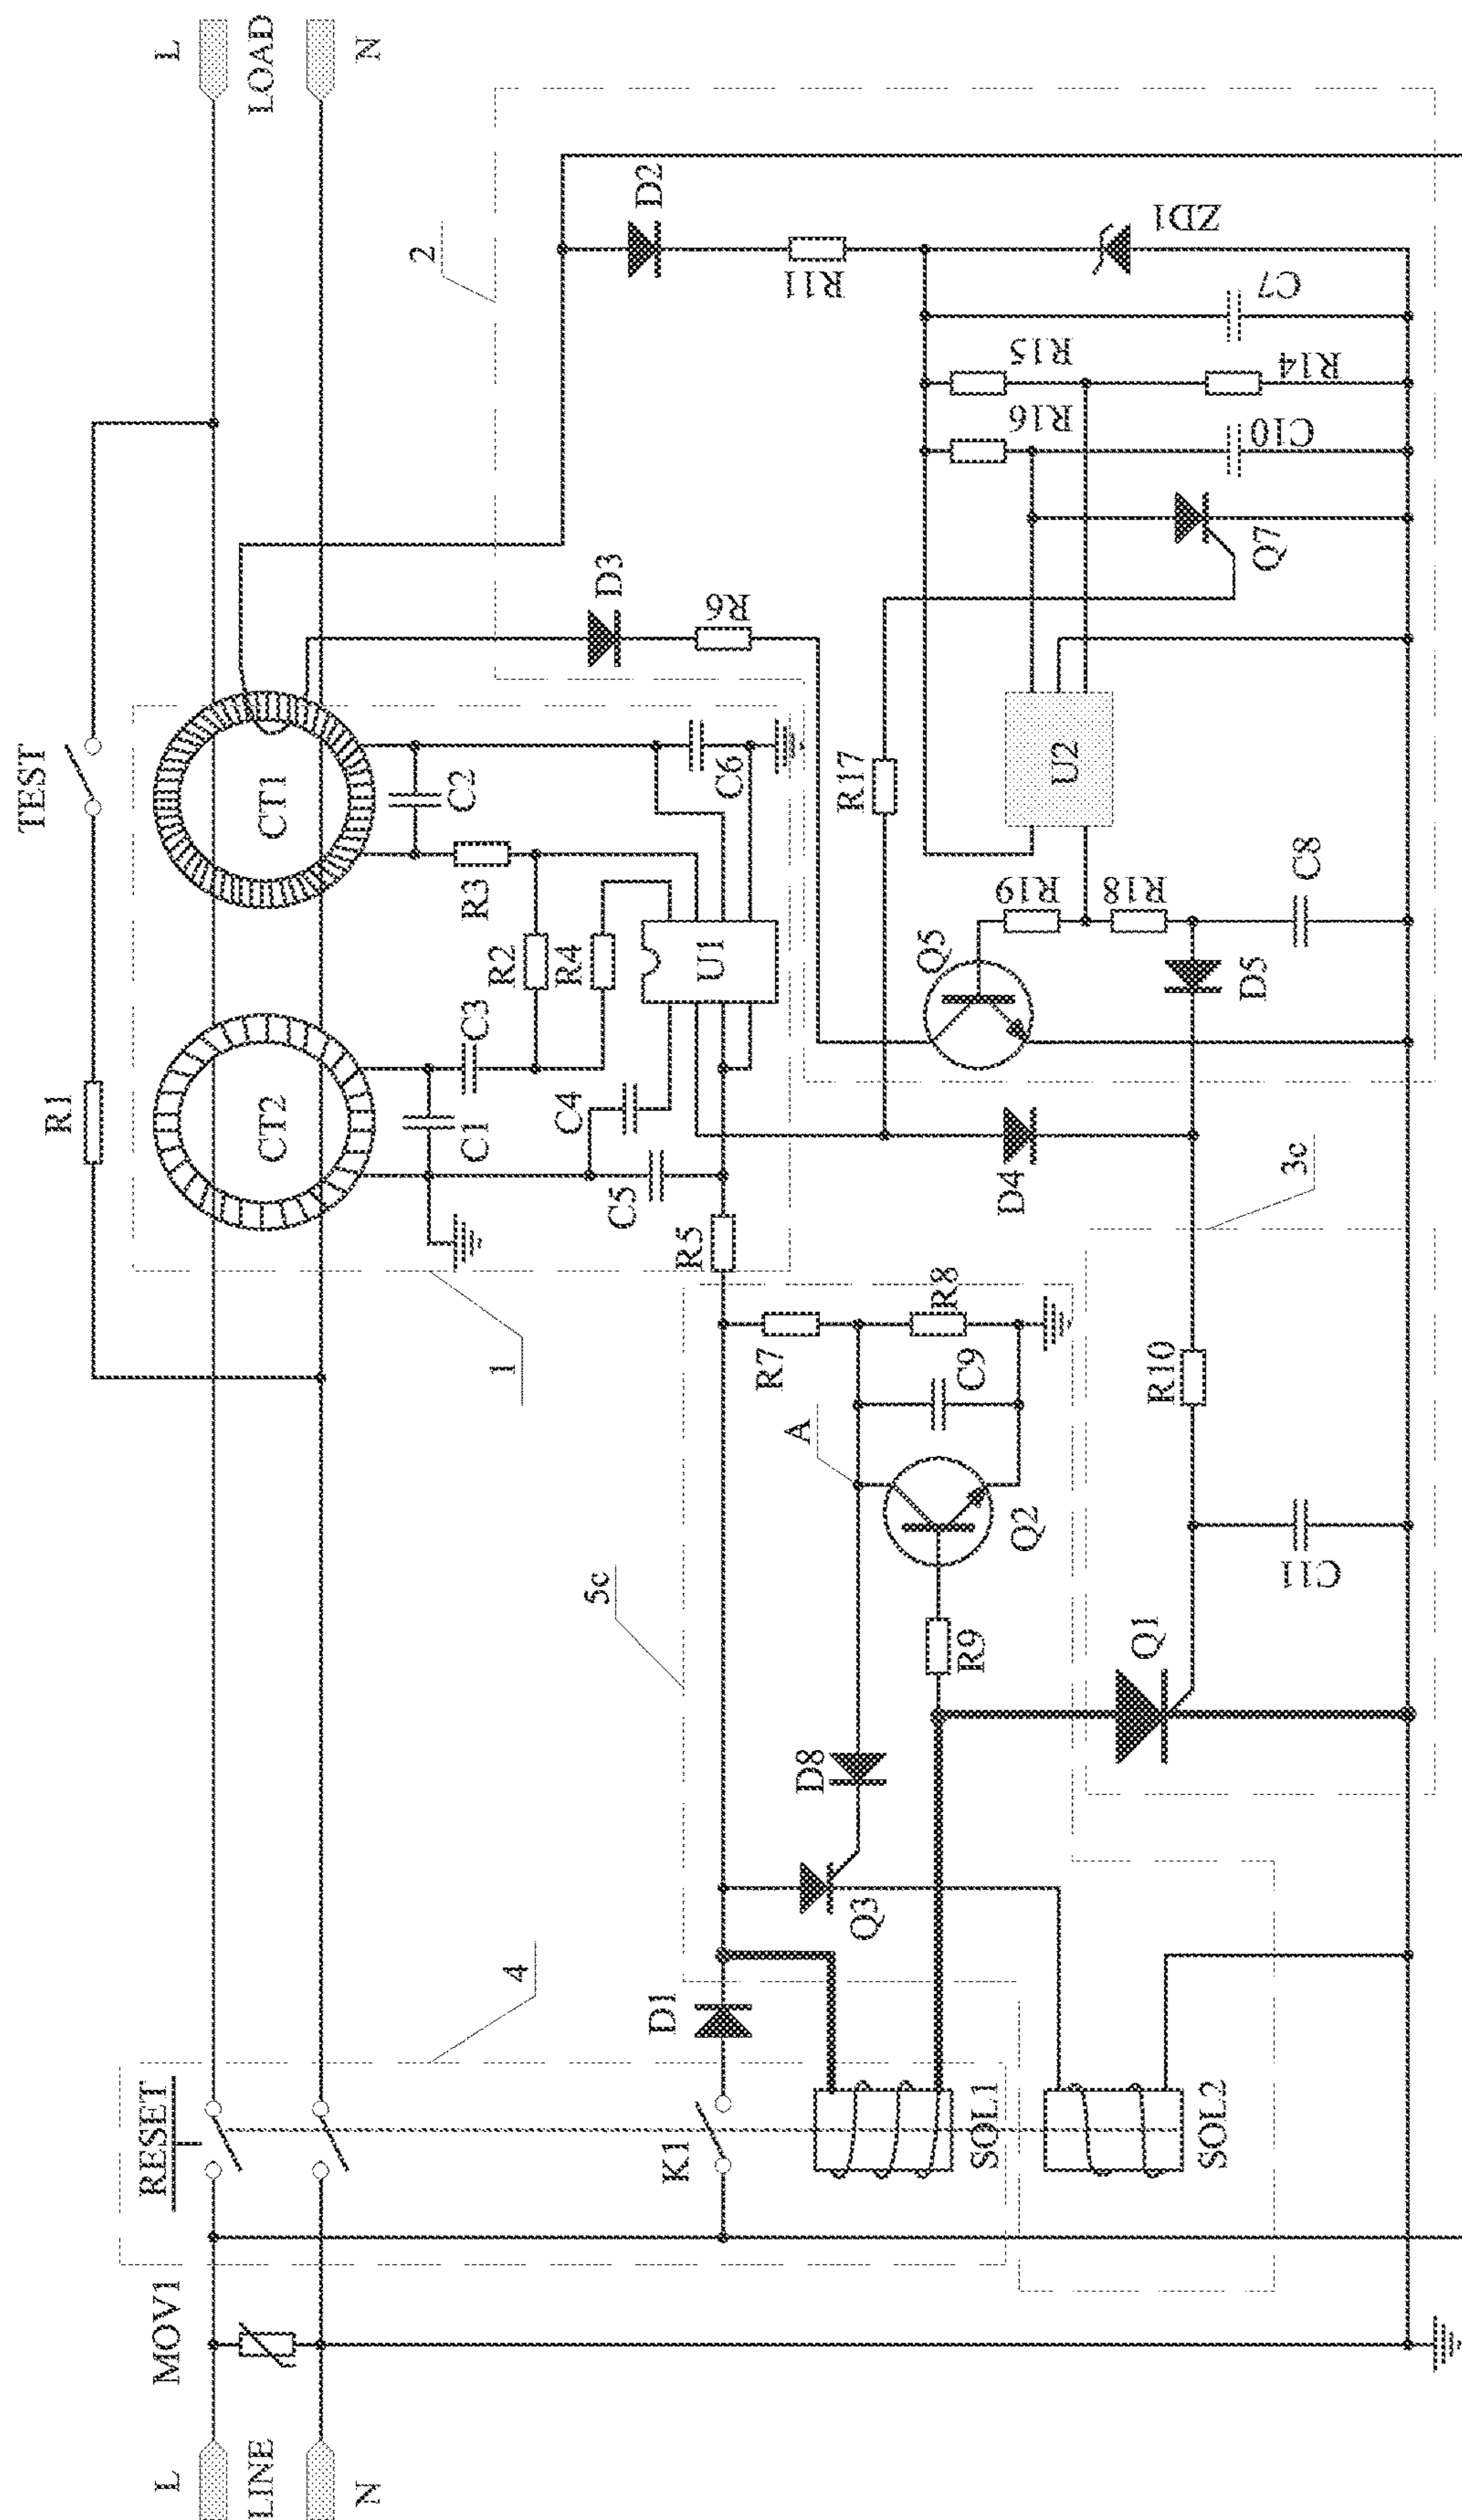 L
LINE
N
MOV1
RESET
4
K1
D1
SOL1
SOL2
Q3
D8
5c
R9
Q1
Q2
A
C11
C9
R7
R8
R10
3c
1
R1
TEST
CT2
CT1
C1
C3
C4
C5
R5
R2
R4
R3
C2
U1
C6
D4
D5
Q5
R19
R18
C8
R17
U2
D3
R6
Q7
R16
C10
R15
R14
C7
2
D2
R11
ZD1
L
LOAD
N